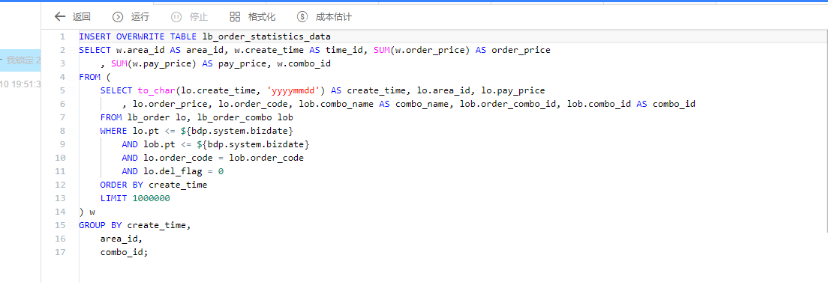 返回 运行 停止 格式化 成本估计
1 INSERT OVERWRITE TABLE lb_order_statistics_data
2 SELECT w.area_id AS area_id, w.create_time AS time_id, SUM(w.order_price) AS order_price
3 , SUM(w.pay_price) AS pay_price, w.combo_id
4 FROM (
5 SELECT to_char(lo.create_time, 'yyyymmdd') AS create_time, lo.area_id, lo.pay_price
6 , lo.order_price, lo.order_code, lob.combo_name AS combo_name, lob.order_combo_id, lob.combo_id AS combo_id
7 FROM lb_order lo, lb_order_combo lob
8 WHERE lo.pt <= ${bdp.system.bizdate}
9 AND lob.pt <= ${bdp.system.bizdate}
10 AND lo.order_code = lob.order_code
11 AND lo.del_flag = 0
12 ORDER BY create_time
13 LIMIT 1000000
14 ) w
15 GROUP BY create_time,
16 area_id,
17 combo_id;
10 19:51:3